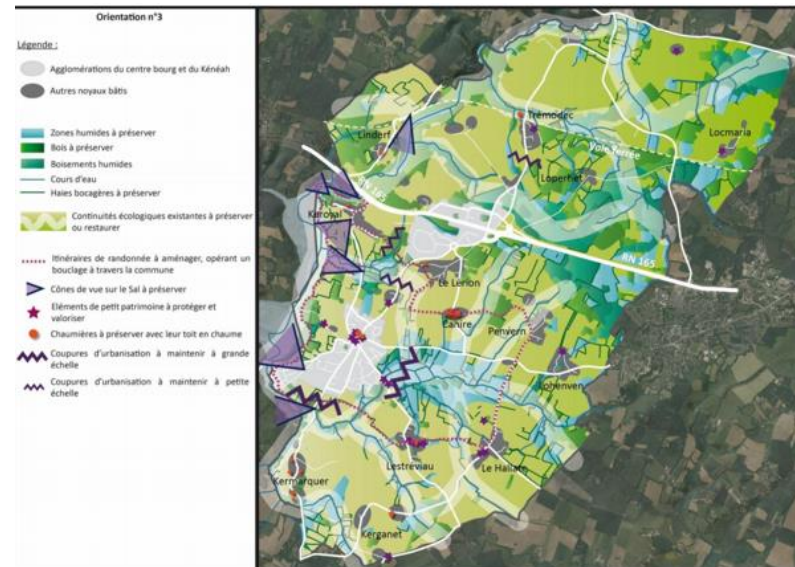 Orientation n°3
Légende :
Agglomérations du centre bourg et du Kénéah
Autres noyaux bâtis
Zones humides à préserver
Bois à préserver
Boisements humides
Cours d'eau
Haies bocagères à préserver
Continuités écologiques existantes à préserver
ou restaurer
Itinéraires de randonnée à aménager, opérant un
bouclage à travers la commune
Cônes de vue sur le Sal à préserver
Eléments de petit patrimoine à protéger et
valoriser
Chaumières à préserver avec leur toit en chaume
Coupures d'urbanisation à maintenir à grande
échelle
Coupures d'urbanisation à maintenir à petite
échelle
Trémodec
Linderf
Locmaria
Voie ferrée
Loperhet
RN 165
Keroyal
RN 165
Le Lerion
Canire
Penvern
Lohenven
Lestréviau
Le Hallate
Kermarquer
Kerganet